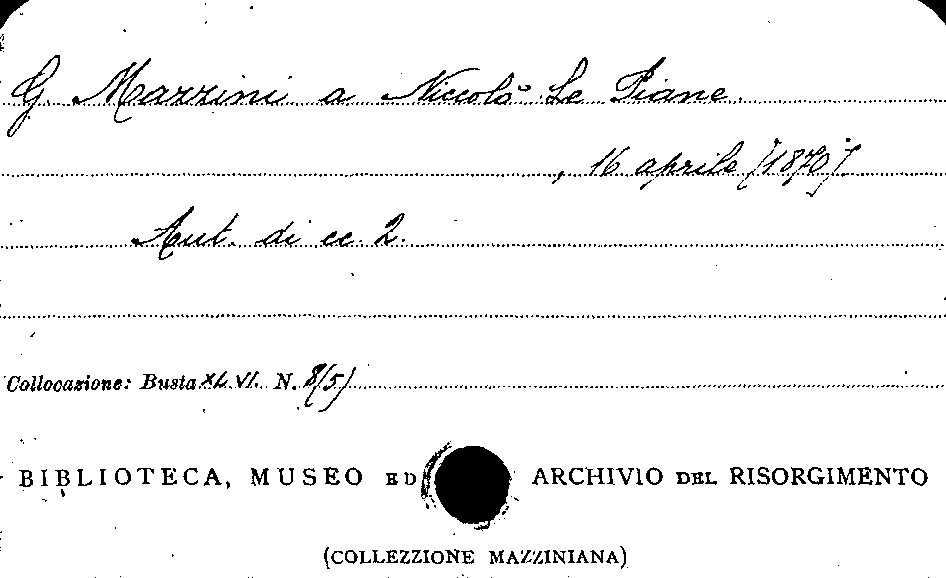 G. Mazzini a Niccolò Le Piane.
, 16 aprile [1870].
Aut. di cc. 2.
Collocazione: Busta XLVI. N. 8(5)
BIBLIOTECA, MUSEO ED ARCHIVIO DEL RISORGIMENTO
(COLLEZZIONE MAZZINIANA)